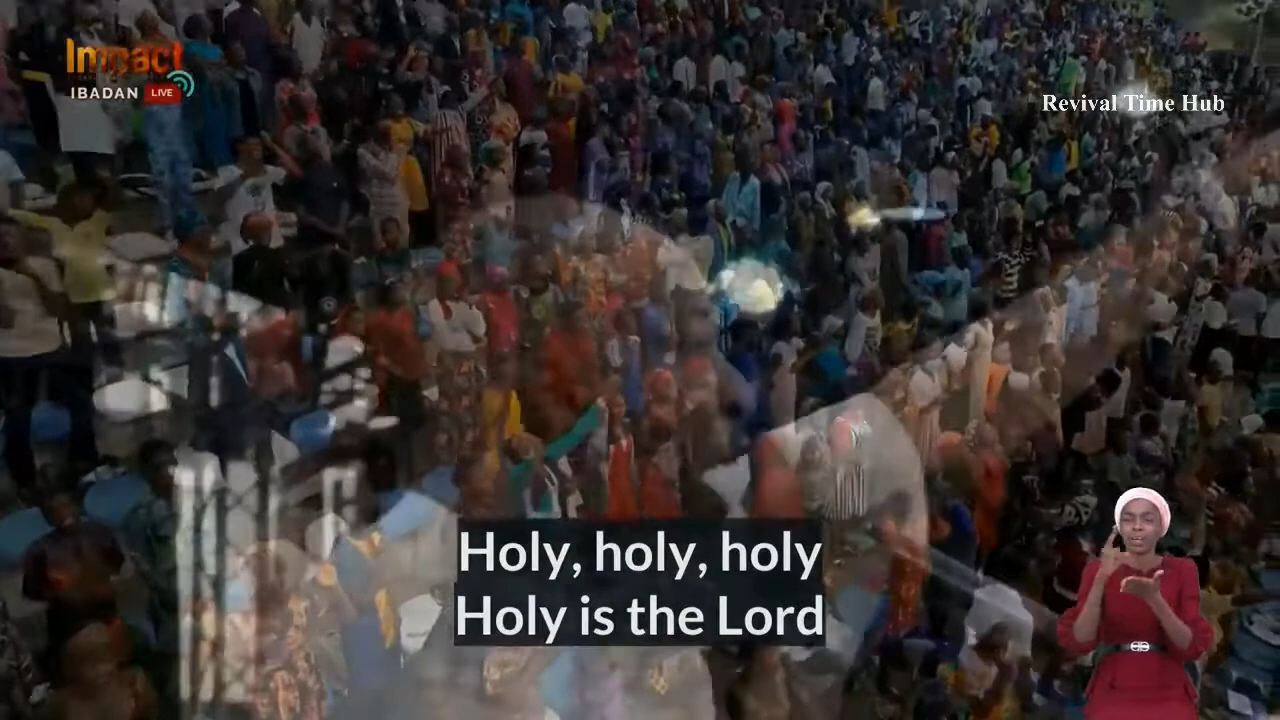 Impact
IBADAN LIVE
Revival Time Hub
Holy, holy, holy
Holy is the Lord